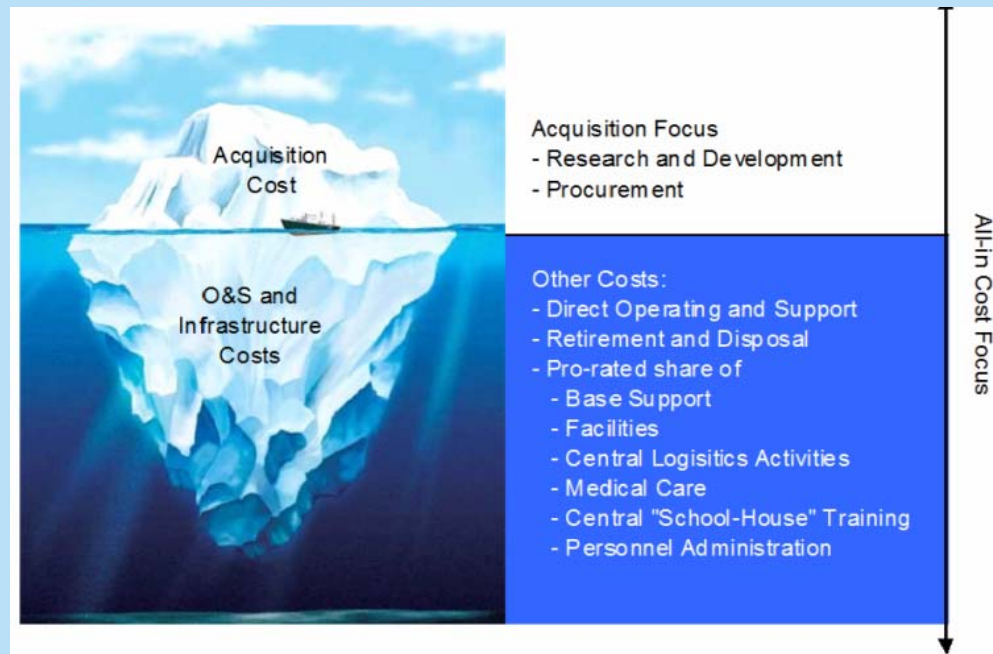 Acquisition
Cost
O&S and
Infrastructure
Costs
Acquisition Focus
- Research and Development
- Procurement
Other Costs:
- Direct Operating and Support
- Retirement and Disposal
- Pro-rated share of
- Base Support
- Facilities
- Central Logisitics Activities
- Medical Care
- Central "School-House" Training
- Personnel Administration
All-in Cost Focus